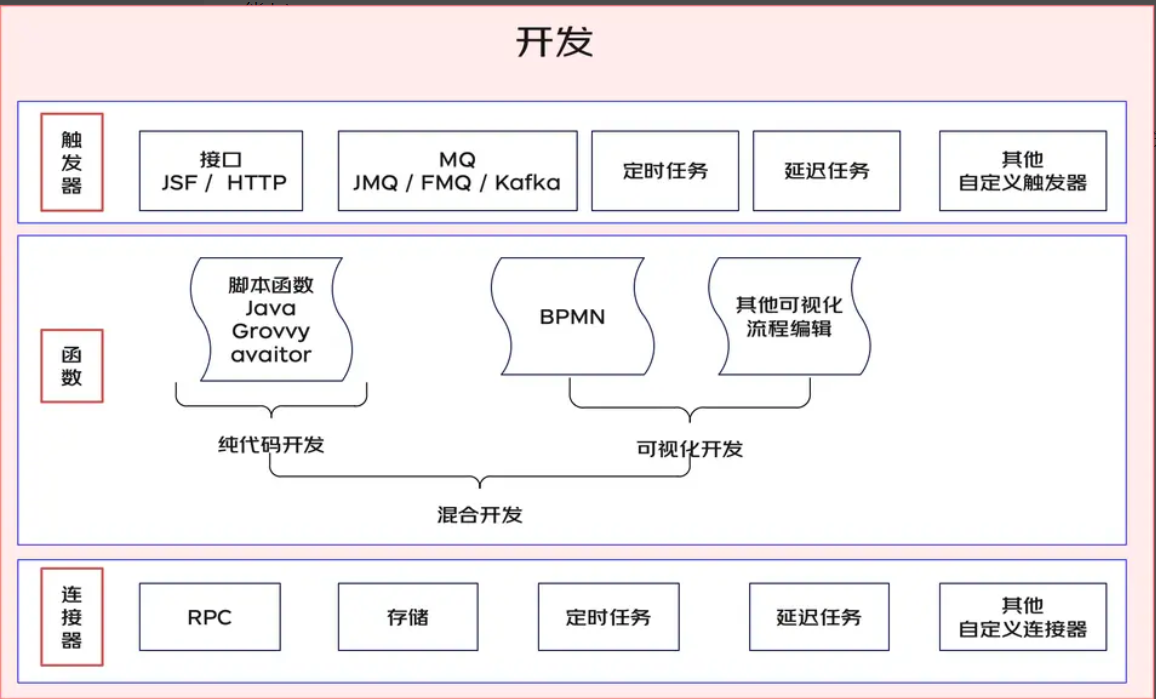 开发
触
发
器
接口
JSF / HTTP
MQ
JMQ / FMQ / Kafka
定时任务
延迟任务
其他
自定义触发器
函
数
脚本函数
Java
Grovvy
avaitor
BPMN
其他可视化
流程编辑
纯代码开发
可视化开发
混合开发
连
接
器
RPC
存储
定时任务
延迟任务
其他
自定义连接器